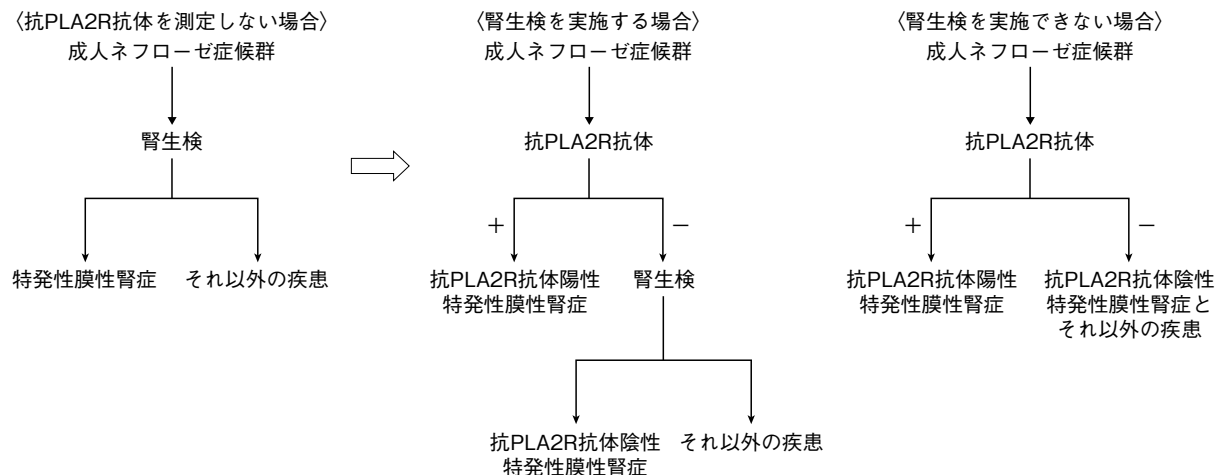 〈抗PLA2R抗体を測定しない場合〉
成人ネフローゼ症候群
腎生検
特発性膜性腎症
それ以外の疾患
〈腎生検を実施する場合〉
成人ネフローゼ症候群
抗PLA2R抗体
＋
−
抗PLA2R抗体陽性
特発性膜性腎症
腎生検
抗PLA2R抗体陰性
特発性膜性腎症
それ以外の疾患
〈腎生検を実施できない場合〉
成人ネフローゼ症候群
抗PLA2R抗体
＋
−
抗PLA2R抗体陽性
特発性膜性腎症
抗PLA2R抗体陰性
特発性膜性腎症と
それ以外の疾患